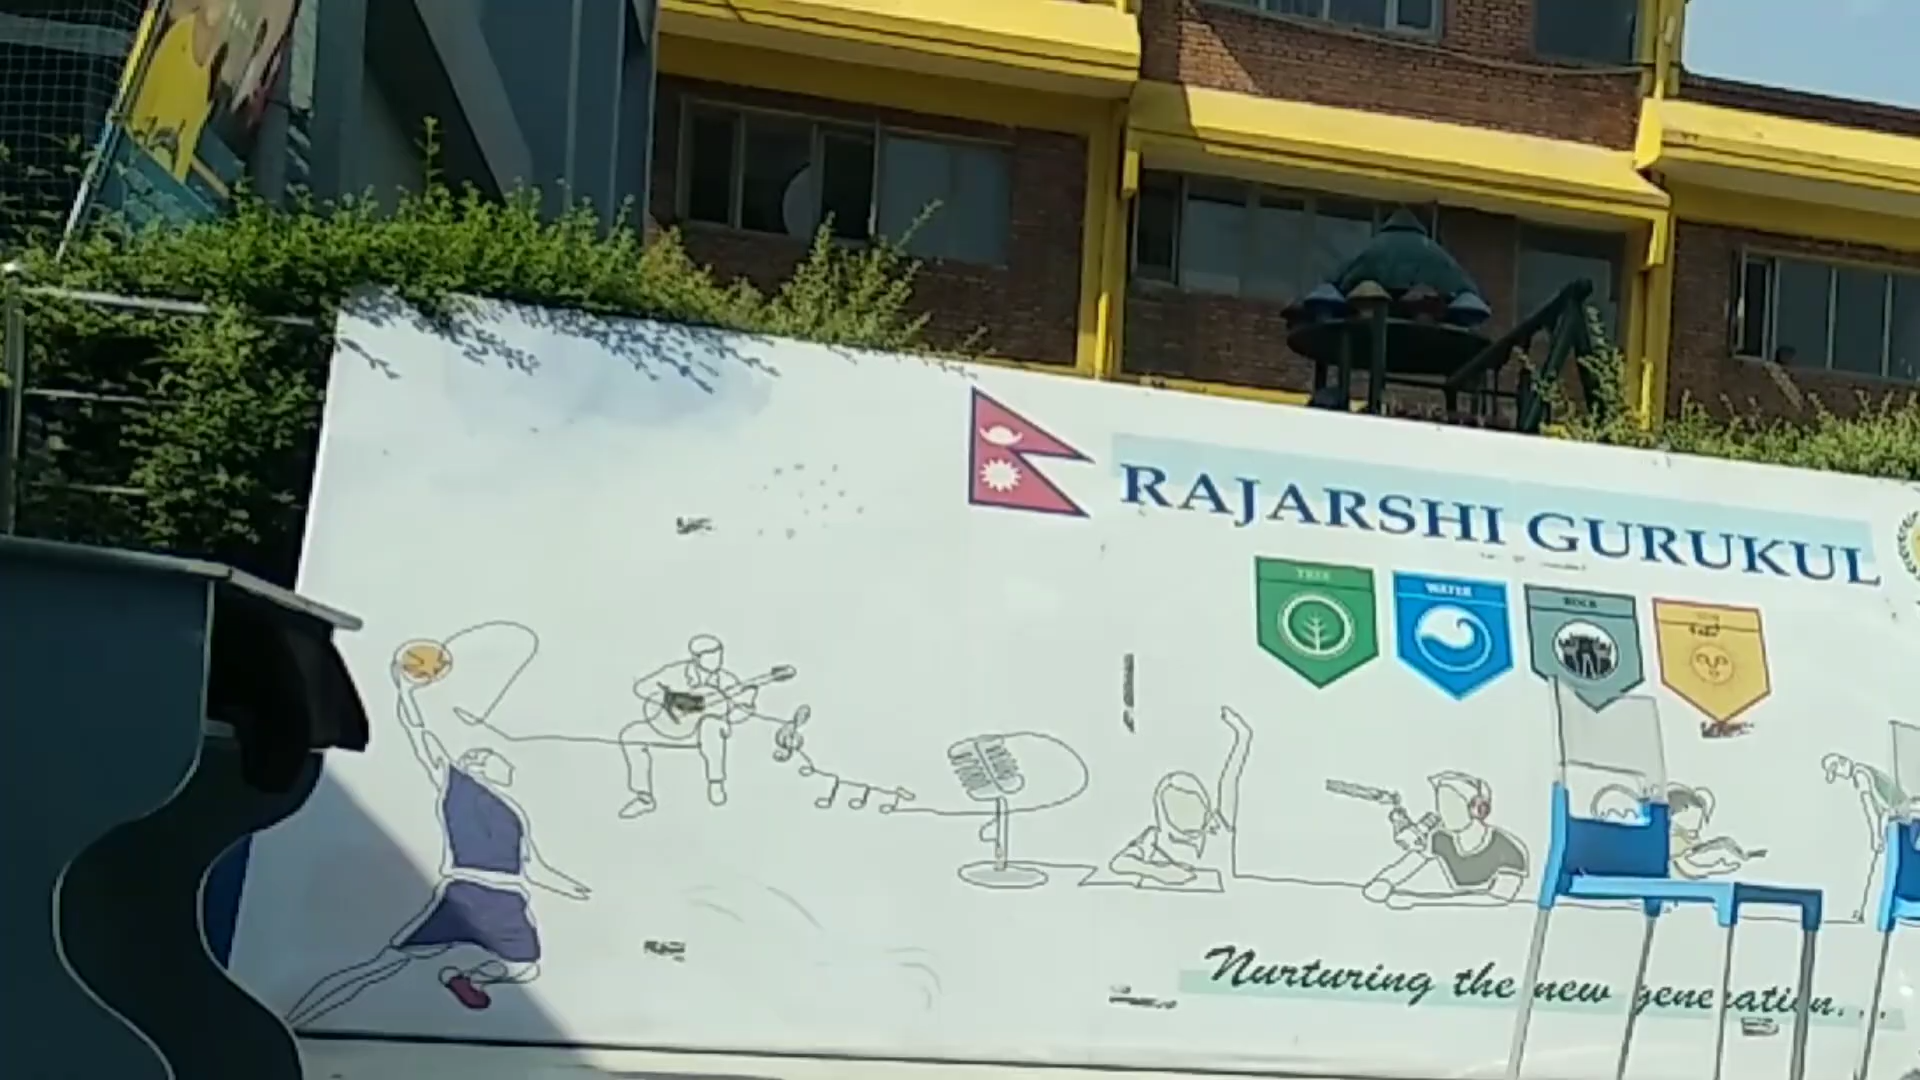 RAJARSHI GURUKUL
TREE
WATER
ROCK
Nurturing the new generation...